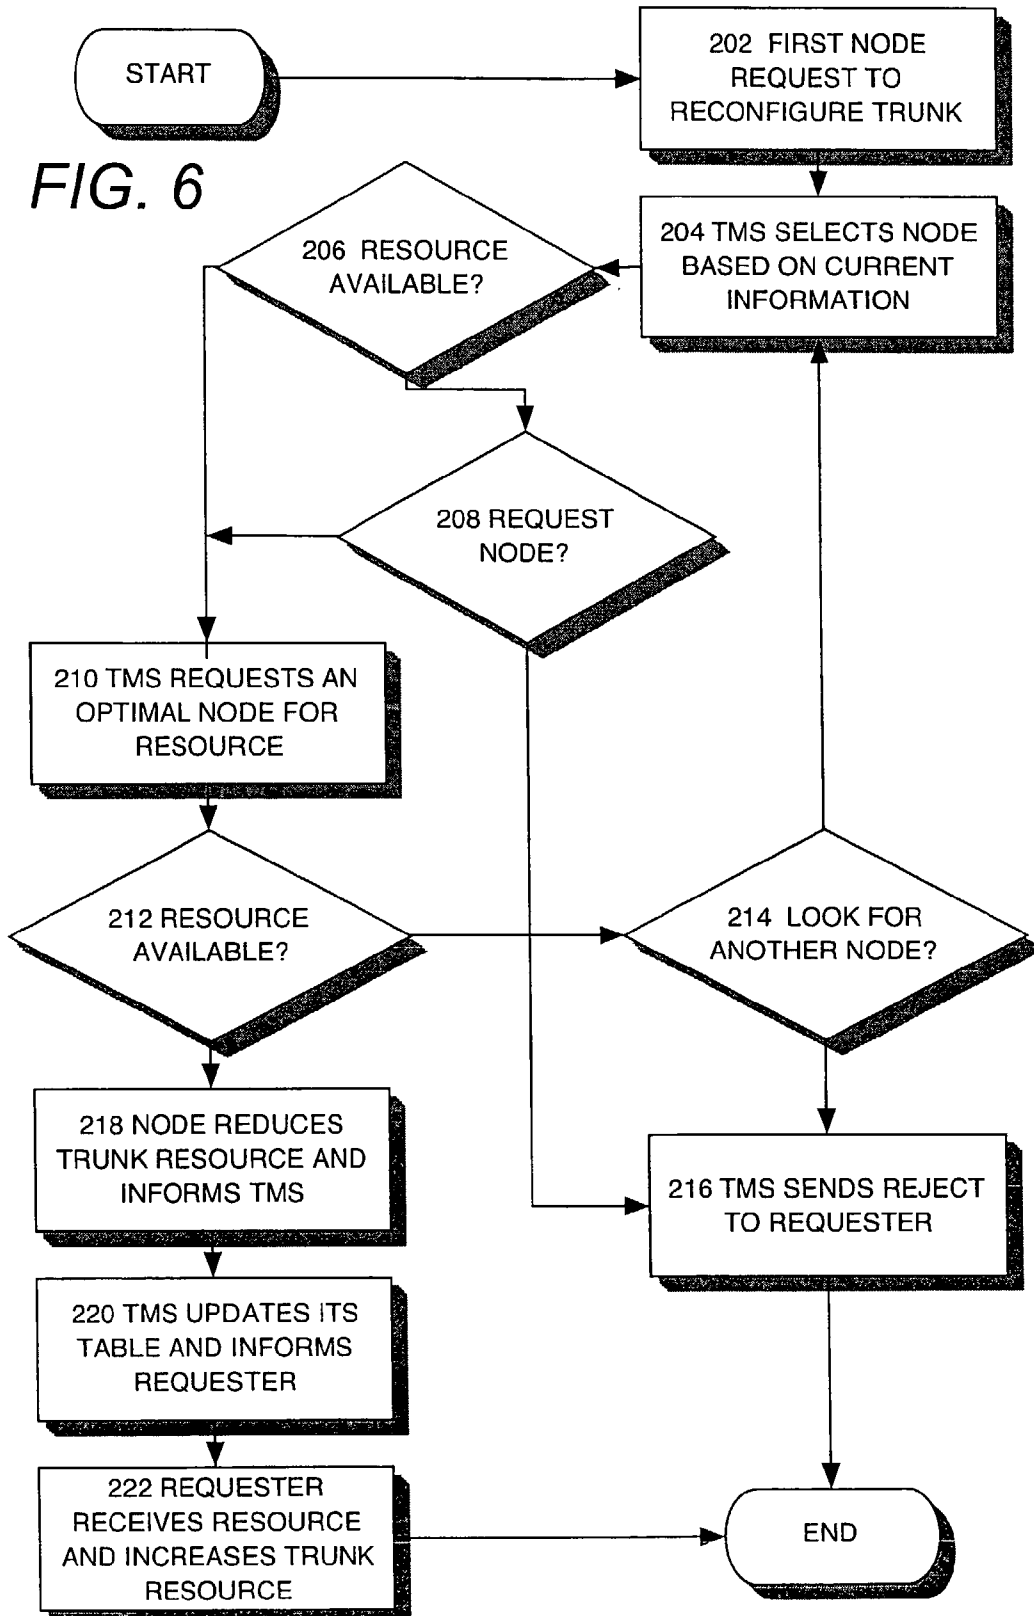 START
202 FIRST NODE
REQUEST TO
RECONFIGURE TRUNK
FIG. 6
204 TMS SELECTS NODE
BASED ON CURRENT
INFORMATION
206 RESOURCE
AVAILABLE?
208 REQUEST
NODE?
210 TMS REQUESTS AN
OPTIMAL NODE FOR
RESOURCE
212 RESOURCE
AVAILABLE?
214 LOOK FOR
ANOTHER NODE?
218 NODE REDUCES
TRUNK RESOURCE AND
INFORMS TMS
216 TMS SENDS REJECT
TO REQUESTER
220 TMS UPDATES ITS
TABLE AND INFORMS
REQUESTER
222 REQUESTER
RECEIVES RESOURCE
AND INCREASES TRUNK
RESOURCE
END